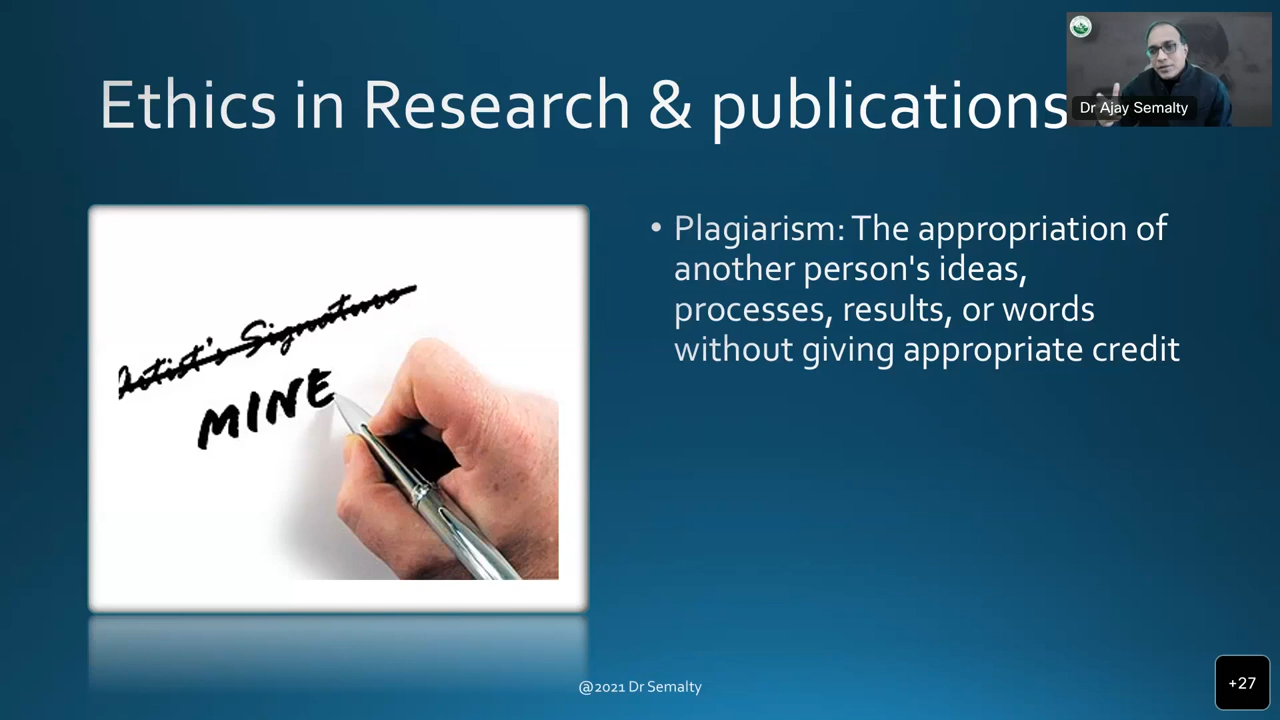 Ethics in Research & publications
Dr Ajay Semalty
Artist's Signature
MINE
• Plagiarism: The appropriation of
another person's ideas,
processes, results, or words
without giving appropriate credit
@2021 Dr Semalty
+27